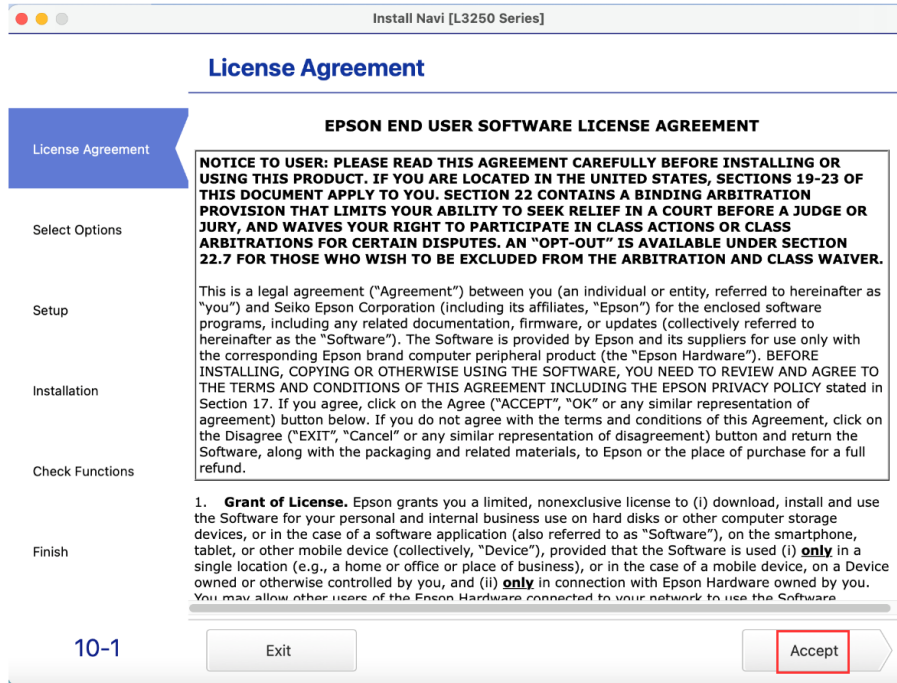 Install Navi [L3250 Series]
License Agreement
License Agreement
Select Options
Setup
Installation
Check Functions
Finish
EPSON END USER SOFTWARE LICENSE AGREEMENT
NOTICE TO USER: PLEASE READ THIS AGREEMENT CAREFULLY BEFORE INSTALLING OR
USING THIS PRODUCT. IF YOU ARE LOCATED IN THE UNITED STATES, SECTIONS 19-23 OF
THIS DOCUMENT APPLY TO YOU. SECTION 22 CONTAINS A BINDING ARBITRATION
PROVISION THAT LIMITS YOUR ABILITY TO SEEK RELIEF IN A COURT BEFORE A JUDGE OR
JURY, AND WAIVES YOUR RIGHT TO PARTICIPATE IN CLASS ACTIONS OR CLASS
ARBITRATIONS FOR CERTAIN DISPUTES. AN “OPT-OUT” IS AVAILABLE UNDER SECTION
22.7 FOR THOSE WHO WISH TO BE EXCLUDED FROM THE ARBITRATION AND CLASS WAIVER.
This is a legal agreement (“Agreement”) between you (an individual or entity, referred to hereinafter as
“you”) and Seiko Epson Corporation (including its affiliates, “Epson”) for the enclosed software
programs, including any related documentation, firmware, or updates (collectively referred to
hereinafter as the “Software”). The Software is provided by Epson and its suppliers for use only with
the corresponding Epson brand computer peripheral product (the “Epson Hardware”). BEFORE
INSTALLING, COPYING OR OTHERWISE USING THE SOFTWARE, YOU NEED TO REVIEW AND AGREE TO
THE TERMS AND CONDITIONS OF THIS AGREEMENT INCLUDING THE EPSON PRIVACY POLICY stated in
Section 17. If you agree, click on the Agree (“ACCEPT”, “OK” or any similar representation of
agreement) button below. If you do not agree with the terms and conditions of this Agreement, click on
the Disagree (“EXIT”, “Cancel” or any similar representation of disagreement) button and return the
Software, along with the packaging and related materials, to Epson or the place of purchase for a full
refund.
1. Grant of License. Epson grants you a limited, nonexclusive license to (i) download, install and use
the Software for your personal and internal business use on hard disks or other computer storage
devices, or in the case of a software application (also referred to as “Software”), on the smartphone,
tablet, or other mobile device (collectively, “Device”), provided that the Software is used (i) only in a
single location (e.g., a home or office or place of business), or in the case of a mobile device, on a Device
owned or otherwise controlled by you, and (ii) only in connection with Epson Hardware owned by you.
You may allow other users of the Epson Hardware connected to your network to use the Software
10-1
Exit
Accept